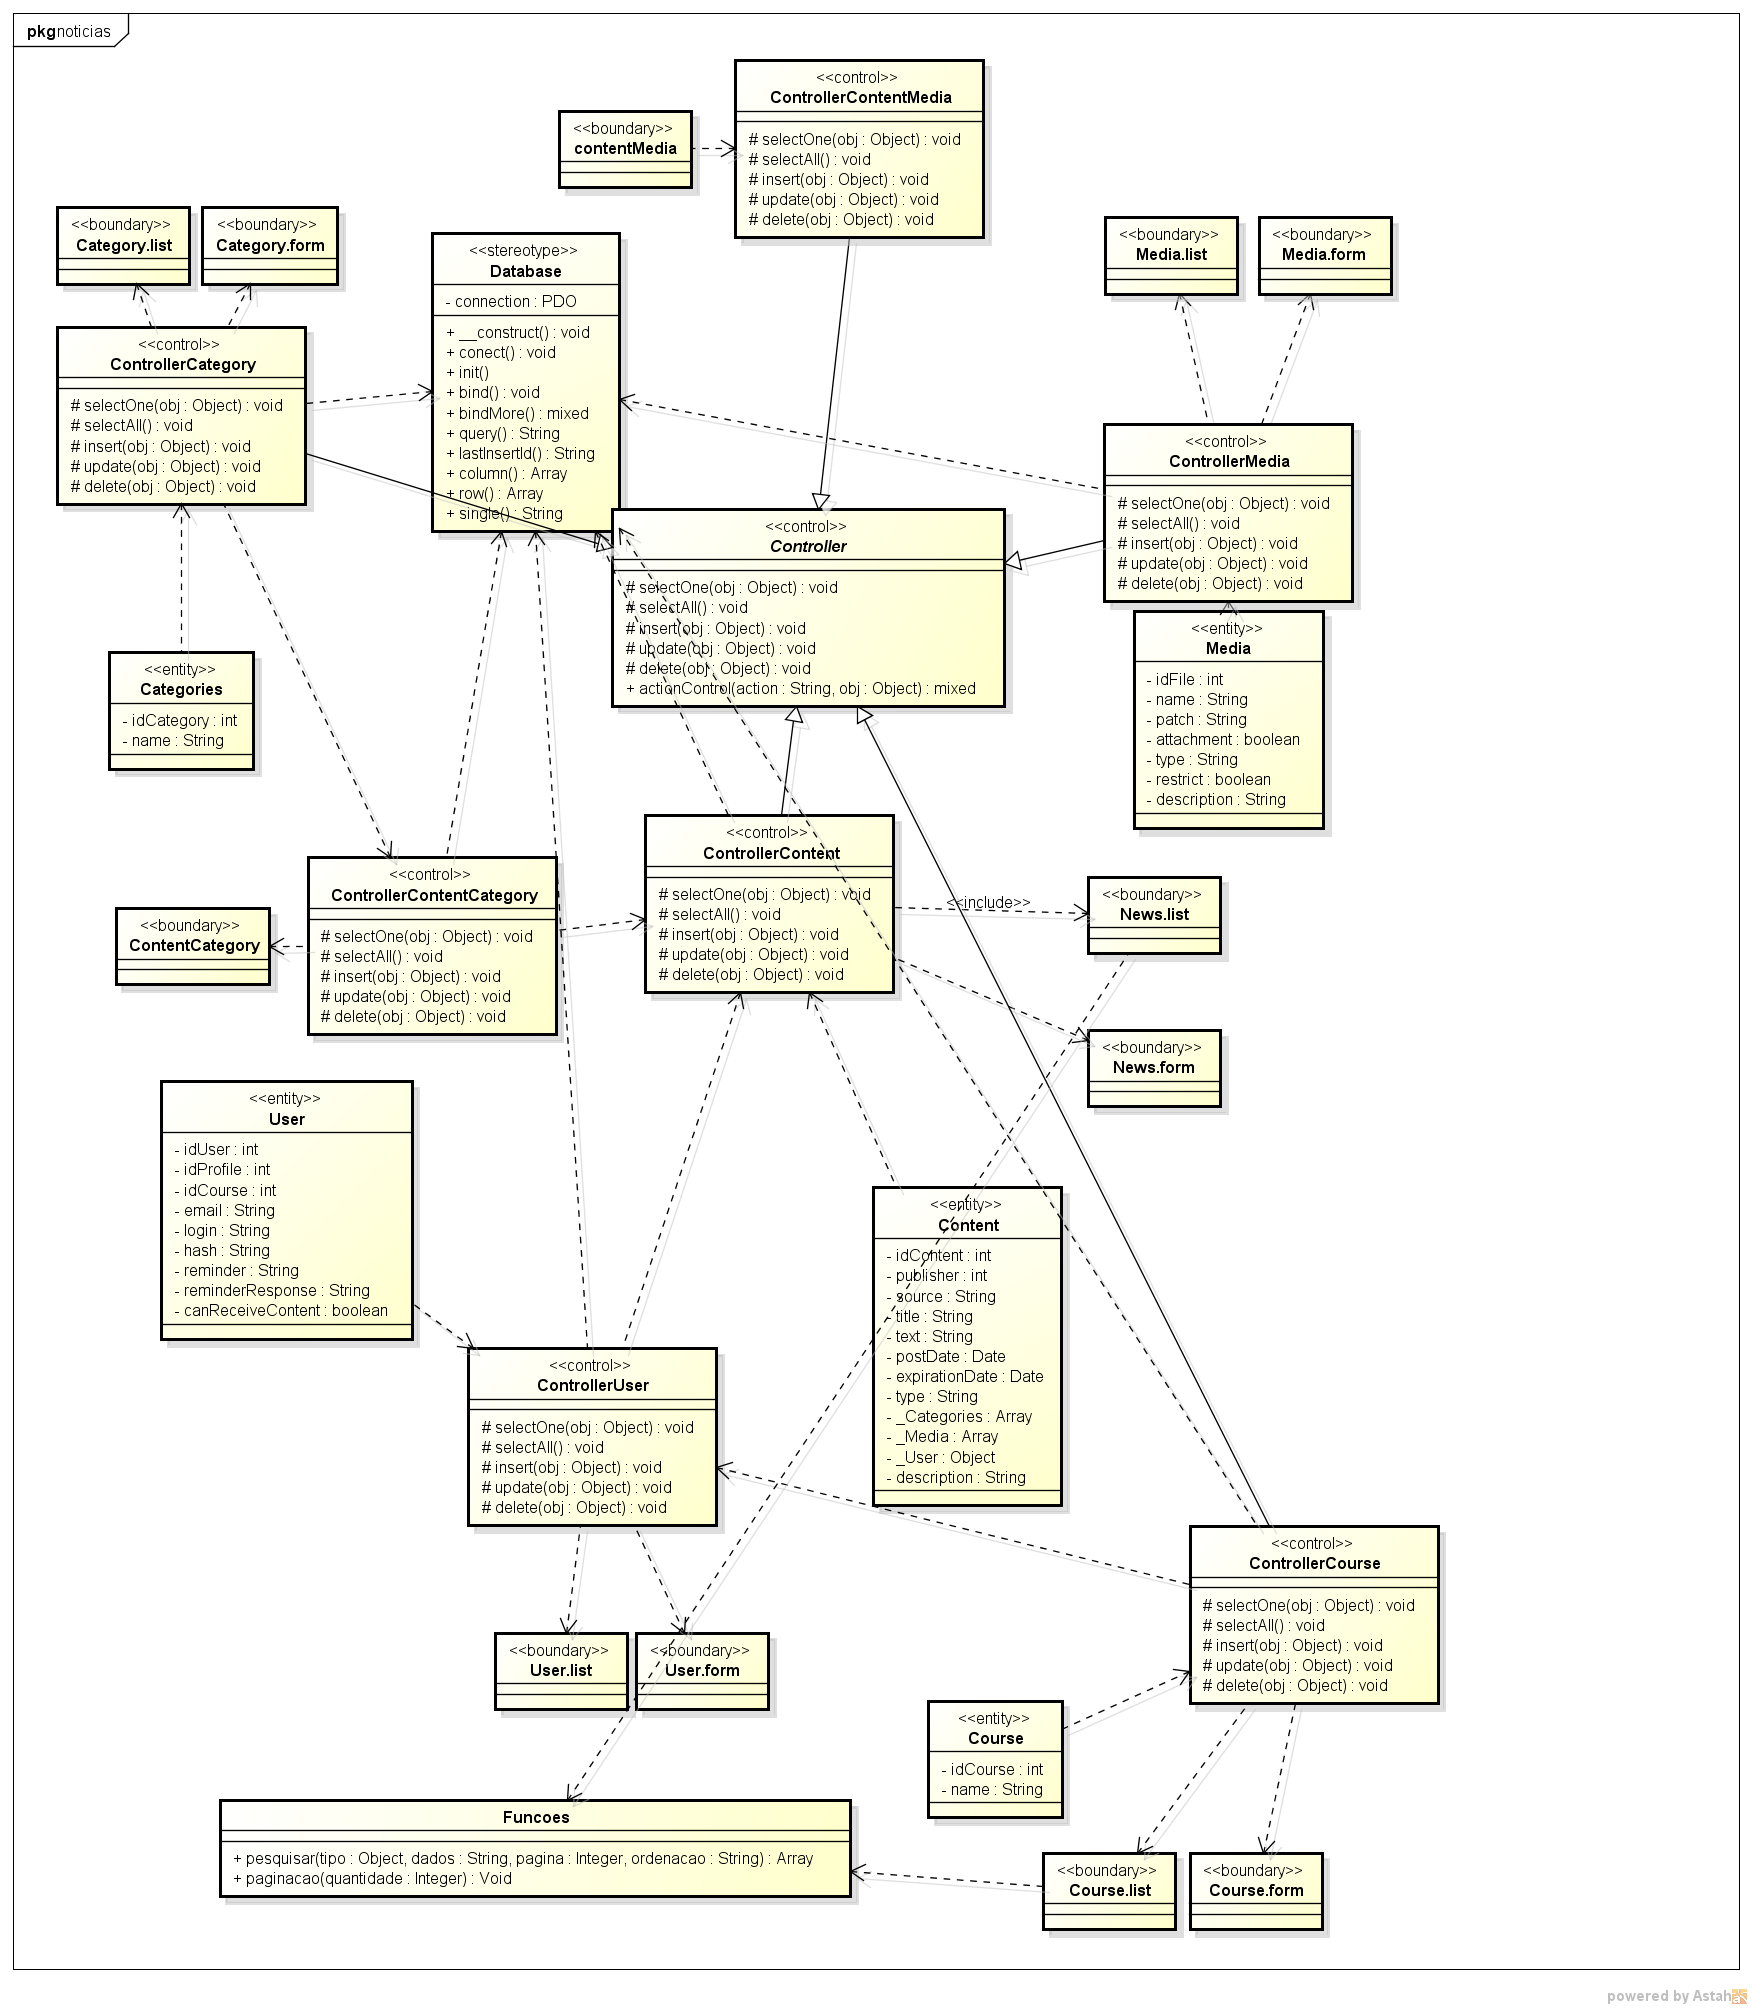 pkg noticias
<<control>>
ControllerContentMedia
# selectOne(obj : Object) : void
# selectAll() : void
# insert(obj : Object) : void
# update(obj : Object) : void
# delete(obj : Object) : void
<<boundary>>
contentMedia
<<boundary>>
Category.list
<<boundary>>
Category.form
<<stereotype>>
Database
- connection : PDO
+ __construct() : void
+ conect() : void
+ init()
+ bind() : void
+ bindMore() : mixed
+ query() : String
+ lastInsertId() : String
+ column() : Array
+ row() : Array
+ single() : String
<<boundary>>
Media.list
<<boundary>>
Media.form
<<control>>
ControllerCategory
# selectOne(obj : Object) : void
# selectAll() : void
# insert(obj : Object) : void
# update(obj : Object) : void
# delete(obj : Object) : void
<<control>>
ControllerMedia
# selectOne(obj : Object) : void
# selectAll() : void
# insert(obj : Object) : void
# update(obj : Object) : void
# delete(obj : Object) : void
<<control>>
Controller
# selectOne(obj : Object) : void
# selectAll() : void
# insert(obj : Object) : void
# update(obj : Object) : void
# delete(obj : Object) : void
+ actionControl(action : String, obj : Object) : mixed
<<entity>>
Media
- idFile : int
- name : String
- patch : String
- attachment : boolean
- type : String
- restrict : boolean
- description : String
<<entity>>
Categories
- idCategory : int
- name : String
<<control>>
ControllerContent
# selectOne(obj : Object) : void
# selectAll() : void
# insert(obj : Object) : void
# update(obj : Object) : void
# delete(obj : Object) : void
<<include>>
<<boundary>>
News.list
<<control>>
ControllerContentCategory
# selectOne(obj : Object) : void
# selectAll() : void
# insert(obj : Object) : void
# update(obj : Object) : void
# delete(obj : Object) : void
<<boundary>>
ContentCategory
<<boundary>>
News.form
<<entity>>
User
- idUser : int
- idProfile : int
- idCourse : int
- email : String
- login : String
- hash : String
- reminder : String
- reminderResponse : String
- canReceiveContent : boolean
<<entity>>
Content
- idContent : int
- publisher : int
- source : String
- title : String
- text : String
- postDate : Date
- expirationDate : Date
- type : String
- _Categories : Array
- _Media : Array
- _User : Object
- description : String
<<control>>
ControllerUser
# selectOne(obj : Object) : void
# selectAll() : void
# insert(obj : Object) : void
# update(obj : Object) : void
# delete(obj : Object) : void
<<control>>
ControllerCourse
# selectOne(obj : Object) : void
# selectAll() : void
# insert(obj : Object) : void
# update(obj : Object) : void
# delete(obj : Object) : void
<<boundary>>
User.list
<<boundary>>
User.form
<<entity>>
Course
- idCourse : int
- name : String
Funcoes
+ pesquisar(tipo : Object, dados : String, pagina : Integer, ordenacao : String) : Array
+ paginacao(quantidade : Integer) : Void
<<boundary>>
Course.list
<<boundary>>
Course.form
powered by Astah